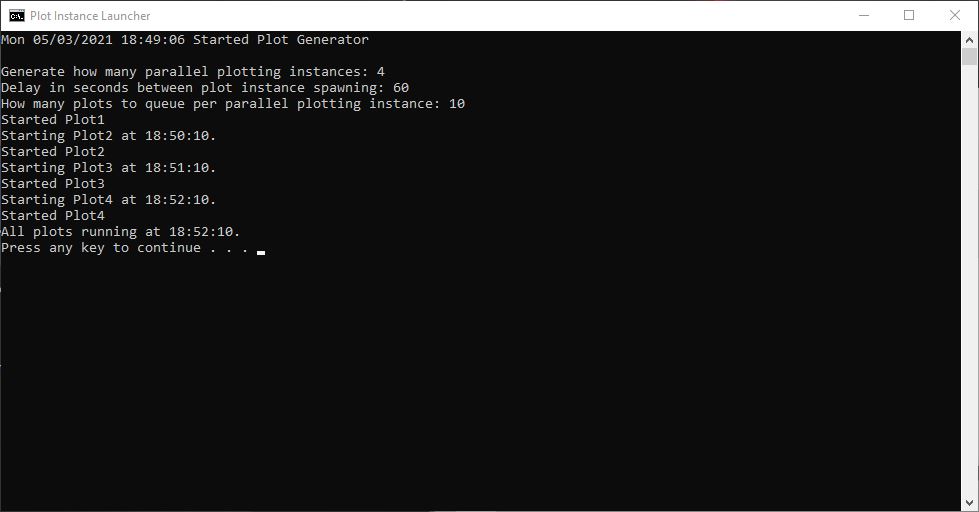 Plot Instance Launcher
Mon 05/03/2021 18:49:06 Started Plot Generator
Generate how many parallel plotting instances: 4
Delay in seconds between plot instance spawning: 60
How many plots to queue per parallel plotting instance: 10
Started Plot1
Starting Plot2 at 18:50:10.
Started Plot2
Starting Plot3 at 18:51:10.
Started Plot3
Starting Plot4 at 18:52:10.
Started Plot4
All plots running at 18:52:10.
Press any key to continue . . .